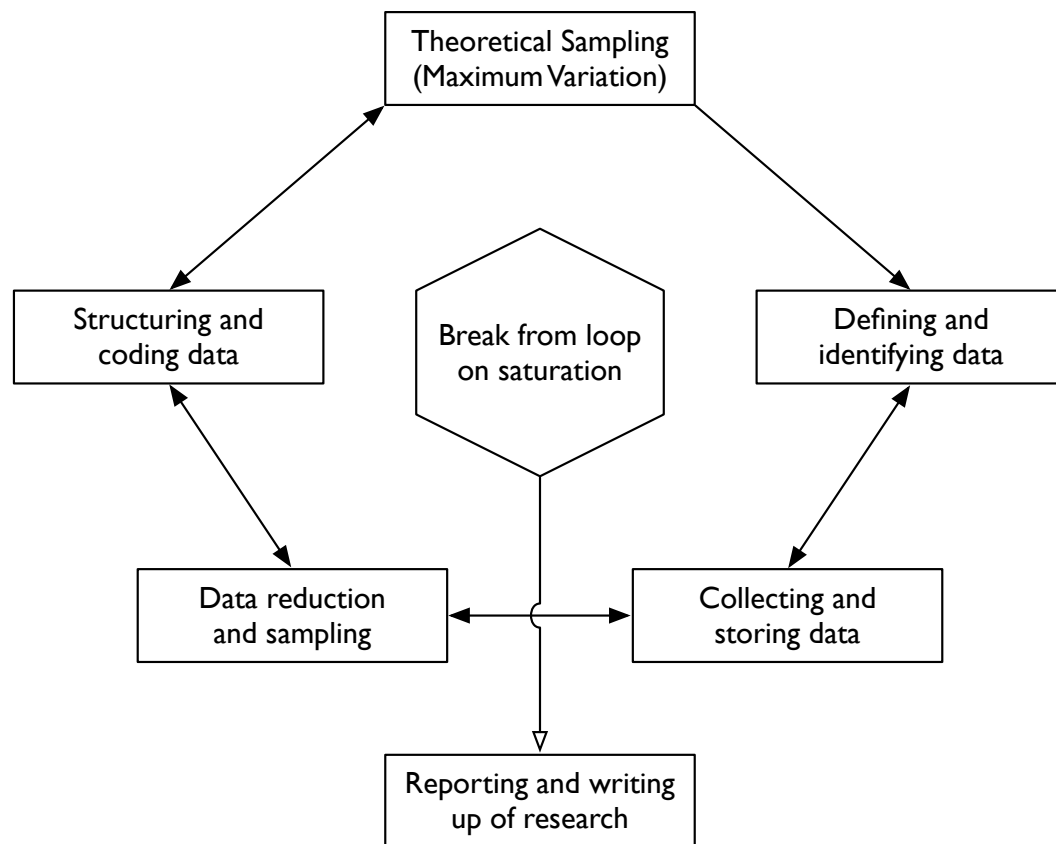 Theoretical Sampling
(Maximum Variation)
Structuring and
coding data
Break from loop
on saturation
Defining and
identifying data
Data reduction
and sampling
Collecting and
storing data
Reporting and writing
up of research